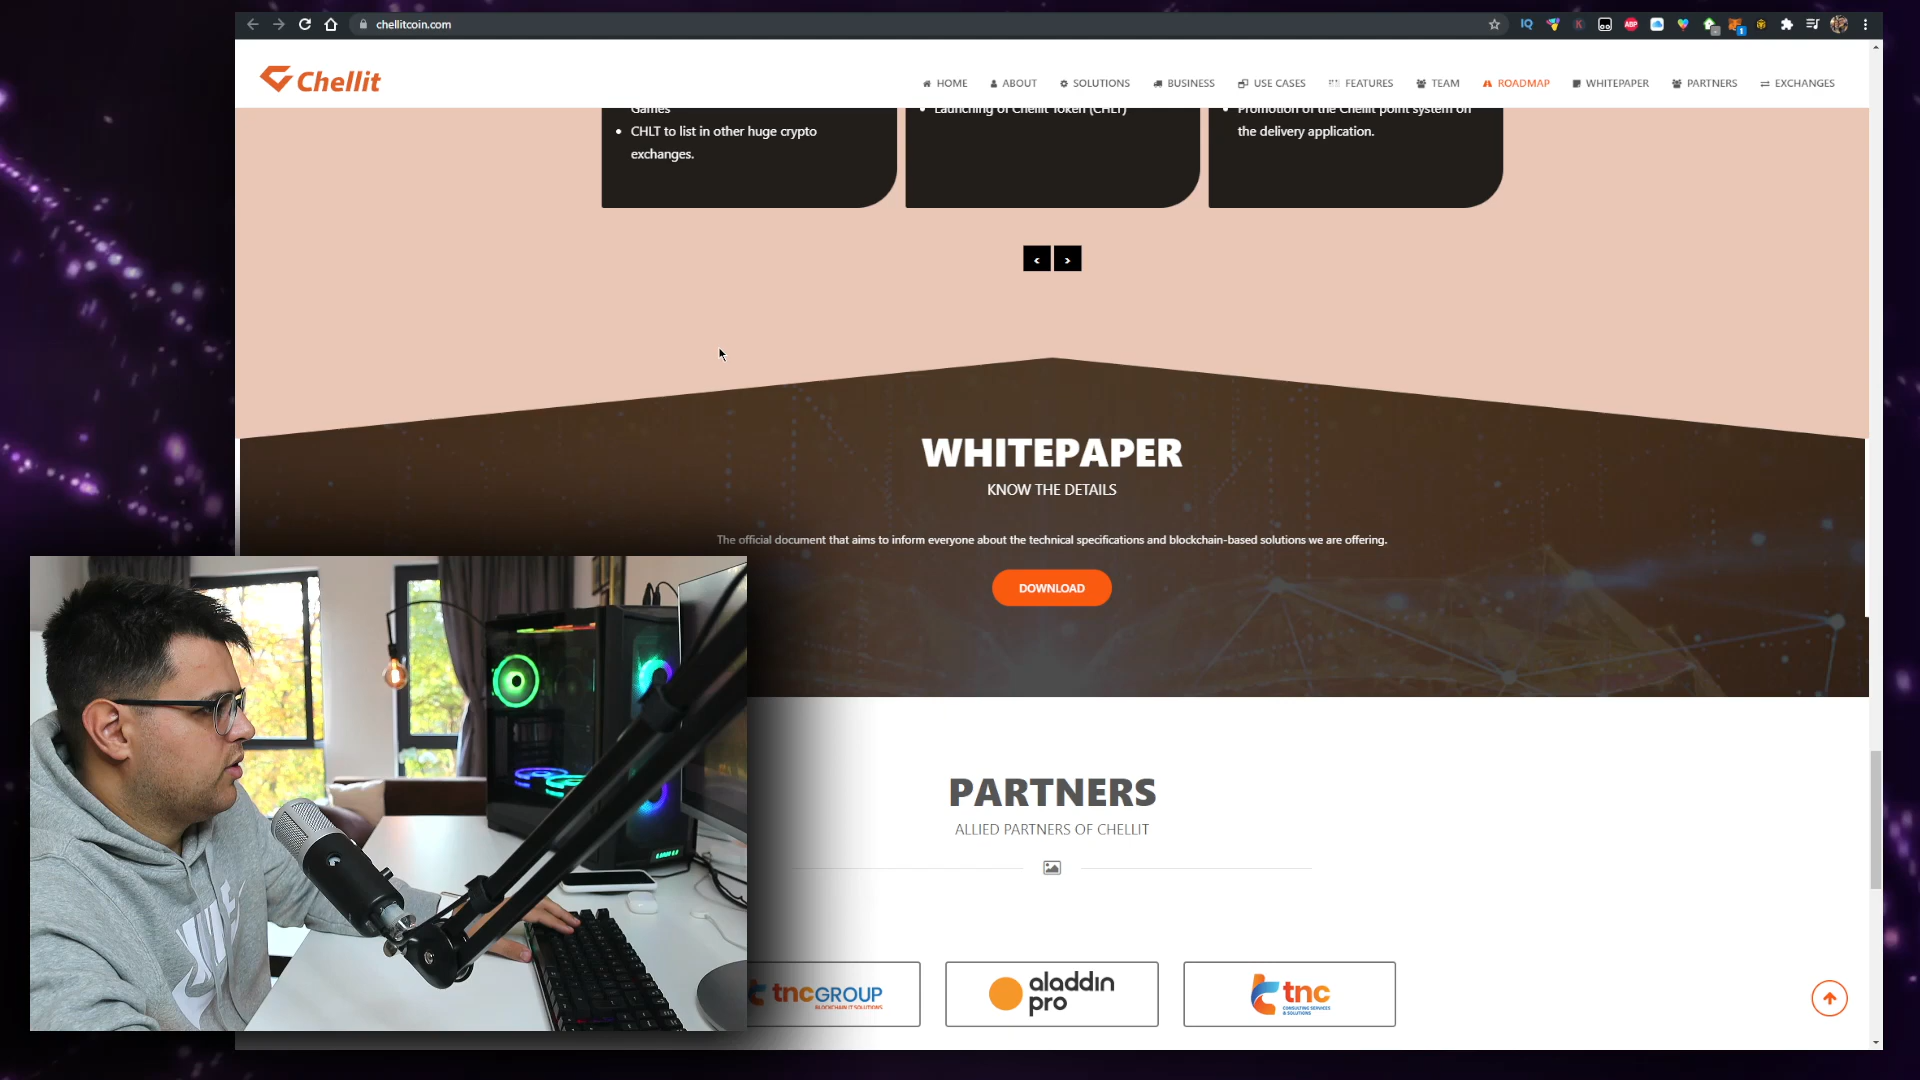 chellitcoin.com
IQ
ABP
1
Chellit
HOME
ABOUT
SOLUTIONS
BUSINESS
USE CASES
FEATURES
TEAM
ROADMAP
WHITEPAPER
PARTNERS
EXCHANGES
Games
• CHLT to list in other huge crypto
exchanges.
• Launching of Chellit Token (CHLT)
• Promotion of the Chellit point system on
the delivery application.
‹ ›
WHITEPAPER
KNOW THE DETAILS
The official document that aims to inform everyone about the technical specifications and blockchain-based solutions we are offering.
DOWNLOAD
PARTNERS
ALLIED PARTNERS OF CHELLIT
tncGROUP
BLOCKCHAIN IT SOLUTIONS
aladdin
pro
tnc
CONSULTING SERVICES
& SOLUTIONS